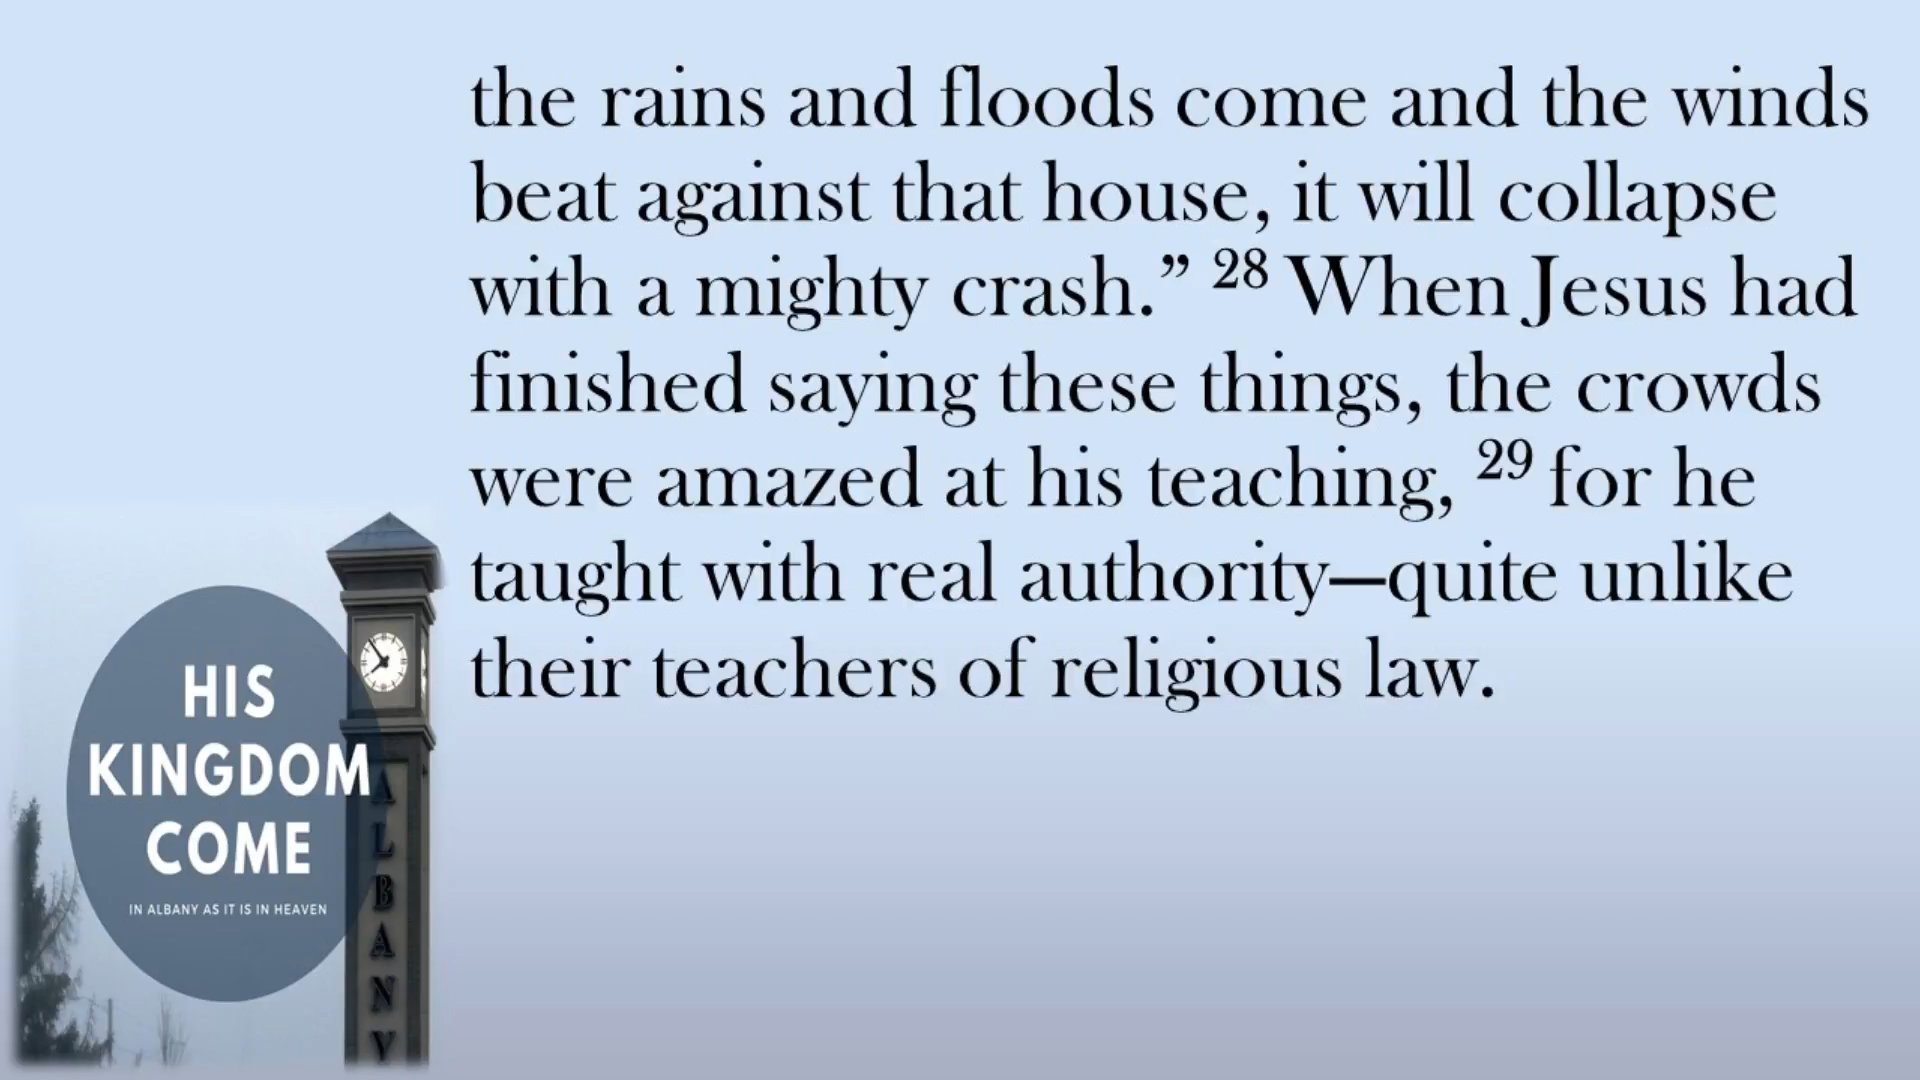 the rains and floods come and the winds
beat against that house, it will collapse
with a mighty crash.” 28 When Jesus had
finished saying these things, the crowds
were amazed at his teaching, 29 for he
taught with real authority—quite unlike
their teachers of religious law.
HIS
KINGDOM
COME
IN ALBANY AS IT IS IN HEAVEN
ALBANY